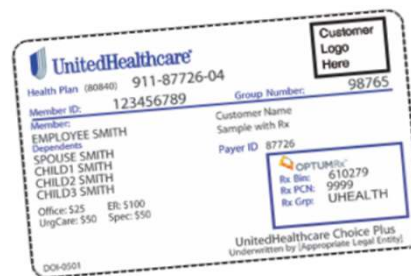 UnitedHealthcare®
Customer
Logo
Here
Health Plan (80840) 911-87726-04
Member ID: 123456789 Group Number: 98765
Member:
EMPLOYEE SMITH
Dependents
SPOUSE SMITH
CHILD1 SMITH
CHILD2 SMITH
CHILD3 SMITH
Customer Name
Sample with Rx
Payer ID 87726
OPTUMRx®
Rx Bin: 610279
Rx PCN: 9999
Rx Grp: UHEALTH
Office: $25 ER: $100
UrgCare: $50 Spec: $50
UnitedHealthcare Choice Plus
Underwritten by [Appropriate Legal Entity]
DOI-0501